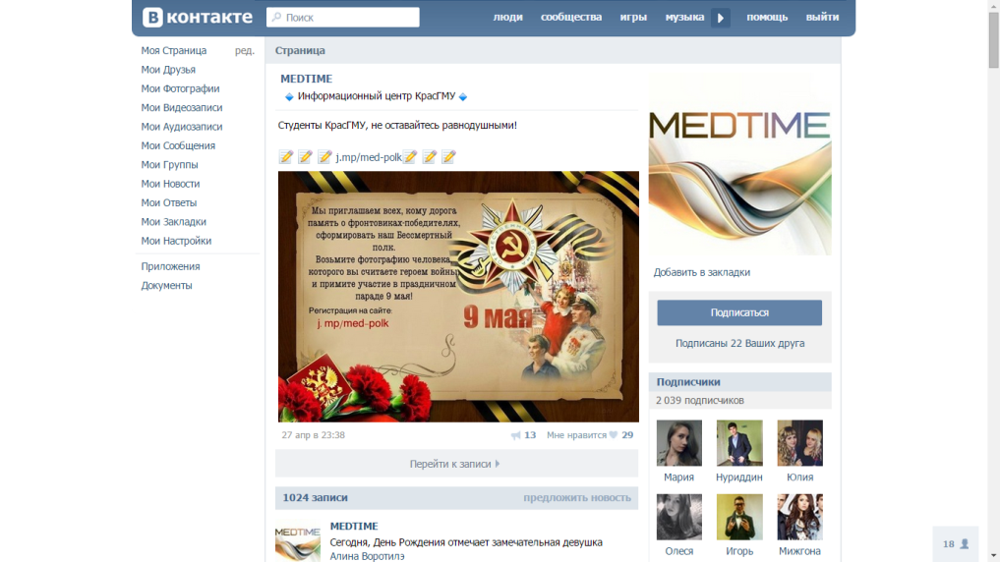 В контакте
Поиск
люди сообщества игры музыка помощь выйти
Моя Страница ред.
Мои Друзья
Мои Фотографии
Мои Видеозаписи
Мои Аудиозаписи
Мои Сообщения
Мои Группы
Мои Новости
Мои Ответы
Мои Закладки
Мои Настройки
Приложения
Документы
Страница
MEDTIME
Информационный центр КрасГМУ
Студенты КрасГМУ, не оставайтесь равнодушными!
j.mp/med-polk
Мы приглашаем всех, кому дорога
память о фронтовиках-победителях,
сформировать наш Бессмертный
полк.
Возьмите фотографию человека,
которого вы считаете героем войны
и примите участие в праздничном
параде 9 мая!
Регистрация на сайте:
j. mp/med-polk
9 мая
27 апр в 23:38
13 Мне нравится 29
Перейти к записи
1024 записи предложить новость
MEDTIME
MEDTIME
Сегодня, День Рождения отмечает замечательная девушка
Алина Воротилэ
MEDTIME
Добавить в закладки
Подписаться
Подписаны 22 Ваших друга
Подписчики
2 039 подписчиков
Мария Нуриддин Юлия
Олеся Игорь Мижгона
18